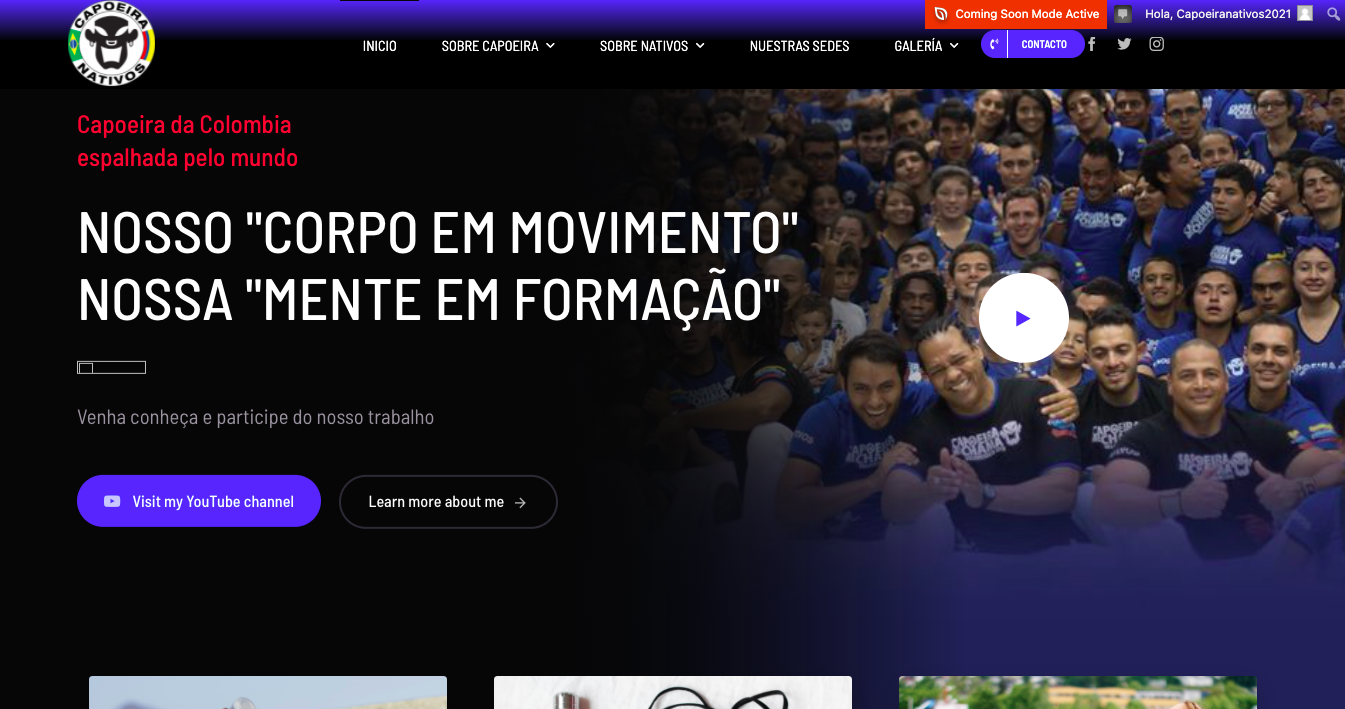 Coming Soon Mode Active
Hola, Capoeiranativos2021
CAPOEIRA
NATIVOS
INICIO
SOBRE CAPOEIRA
SOBRE NATIVOS
NUESTRAS SEDES
GALERÍA
CONTACTO
Capoeira da Colombia
espalhada pelo mundo
NOSSO "CORPO EM MOVIMENTO"
NOSSA "MENTE EM FORMAÇÃO"
Venha conheça e participe do nosso trabalho
Visit my YouTube channel
Learn more about me